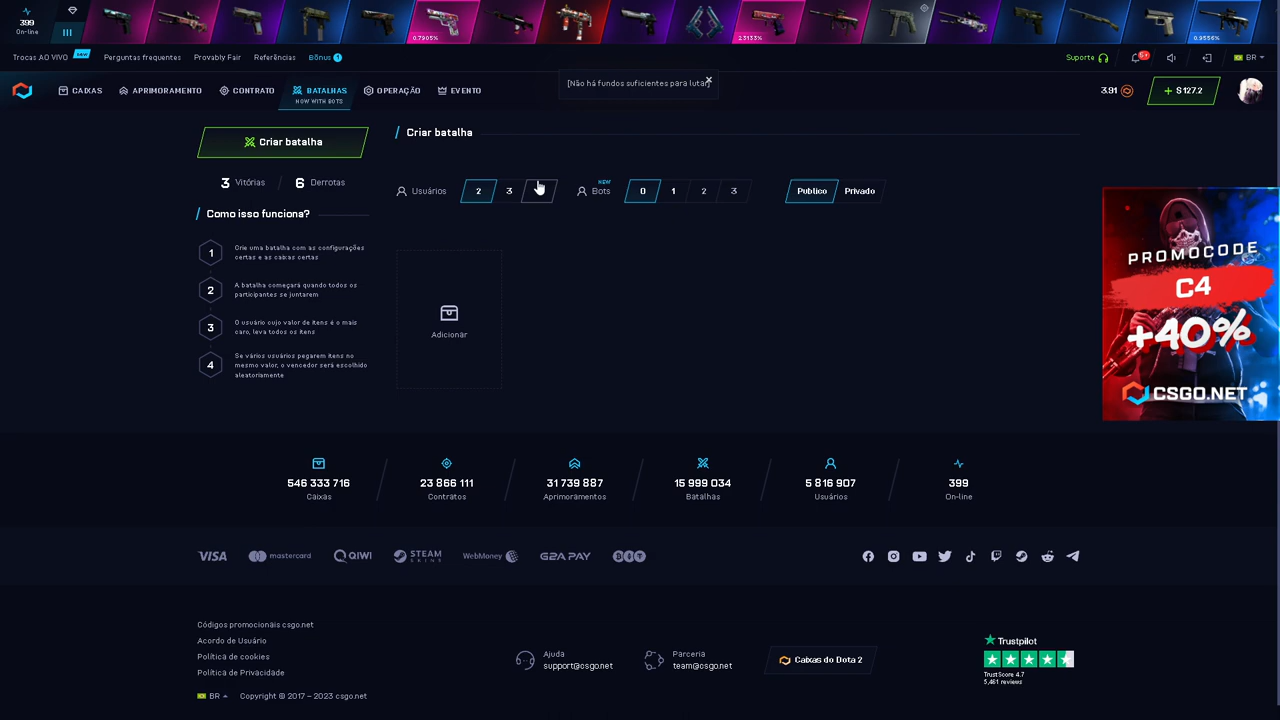 399
On-line
0.7905%
2.3133%
0.9556%
Trocas AO VIVO NEW
Perguntas frequentes
Provably Fair
Referências
Bônus 1
Suporte
5+
BR
CAIXAS
APRIMORAMENTO
CONTRATO
BATALHAS
NOW WITH BOTS
OPERAÇÃO
EVENTO
[Não há fundos suficientes para lutar]
3.91
+ $ 127.2
Criar batalha
3 Vitórias / 6 Derrotas
Como isso funciona?
1
Crie uma batalha com as configurações
certas e as caixas certas
2
A batalha começará quando todos os
participantes se juntarem
3
O usuário cujo valor de itens é o mais
caro, leva todos os itens
4
Se vários usuários pegarem itens no
mesmo valor, o vencedor será escolhido
aleatoriamente
Criar batalha
Usuários 2 3
NEW
Bots 0 1 2 3
Publico Privado
Adicionar
PROMOCODE
C4
+40%
CSGO.NET
546 333 716
Caixas
23 866 111
Contratos
31 739 887
Aprimoramentos
15 999 034
Batalhas
5 816 907
Usuários
399
On-line
VISA
mastercard
QIWI
STEAM
SKINS
WebMoney
G2A PAY
Códigos promocionais csgo.net
Acordo de Usuário
Política de cookies
Política de Privacidade
BR
Copyright © 2017 – 2023 csgo.net
Ajuda
support@csgo.net
Parceria
team@csgo.net
Caixas do Dota 2
Trustpilot
TrustScore 4.7
5,461 reviews